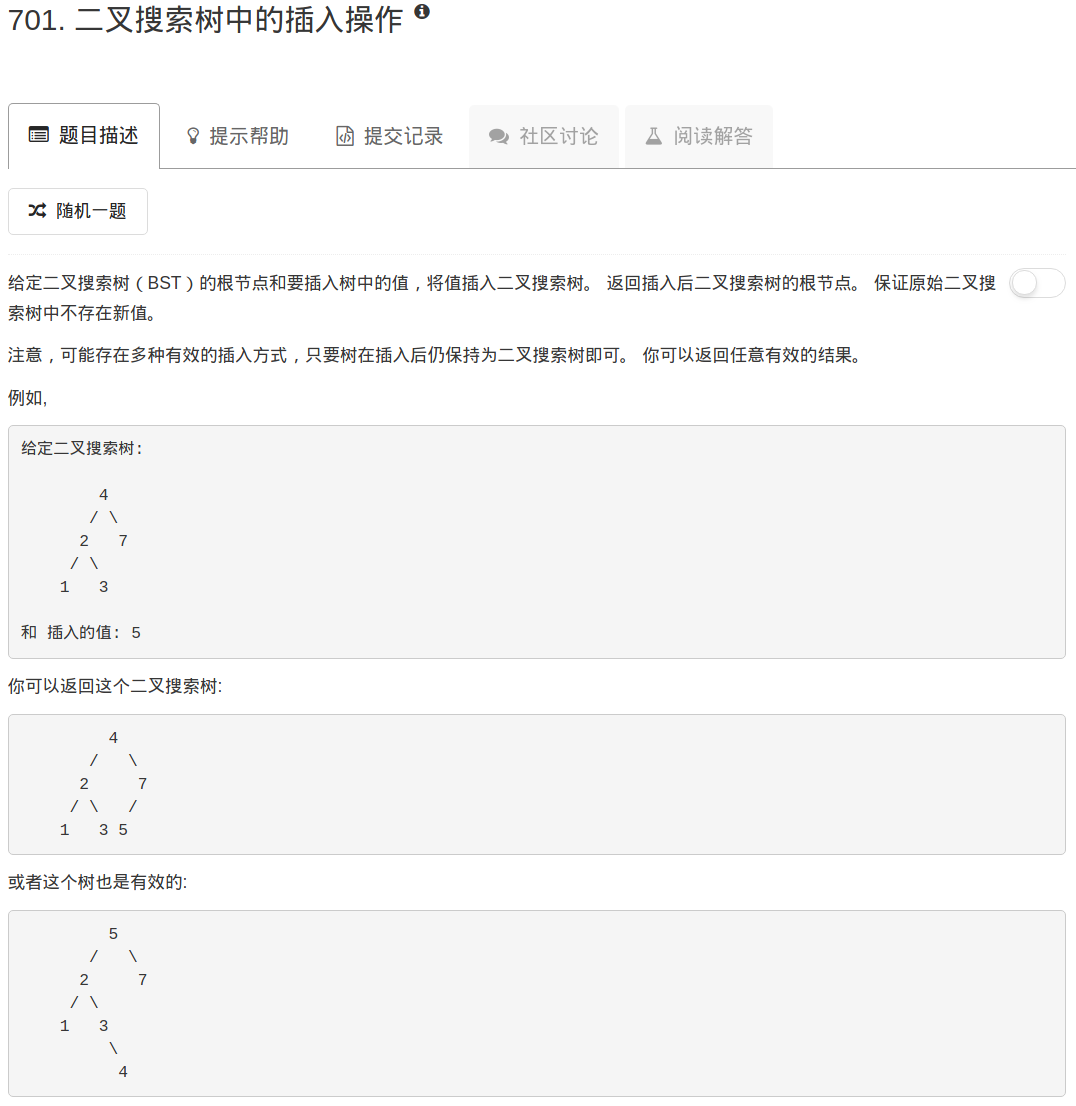 701. 二叉搜索树中的插入操作
题目描述 提示帮助 提交记录 社区讨论 阅读解答
随机一题
给定二叉搜索树（BST）的根节点和要插入树中的值，将值插入二叉搜索树。 返回插入后二叉搜索树的根节点。 保证原始二叉搜
索树中不存在新值。
注意，可能存在多种有效的插入方式，只要树在插入后仍保持为二叉搜索树即可。 你可以返回任意有效的结果。
例如,
给定二叉搜索树:
        4
       / \
      2   7
     / \
    1   3
和 插入的值: 5
你可以返回这个二叉搜索树:
         4
       /   \
      2     7
     / \   /
    1   3 5
或者这个树也是有效的:
         5
       /   \
      2     7
     / \
    1   3
         \
          4